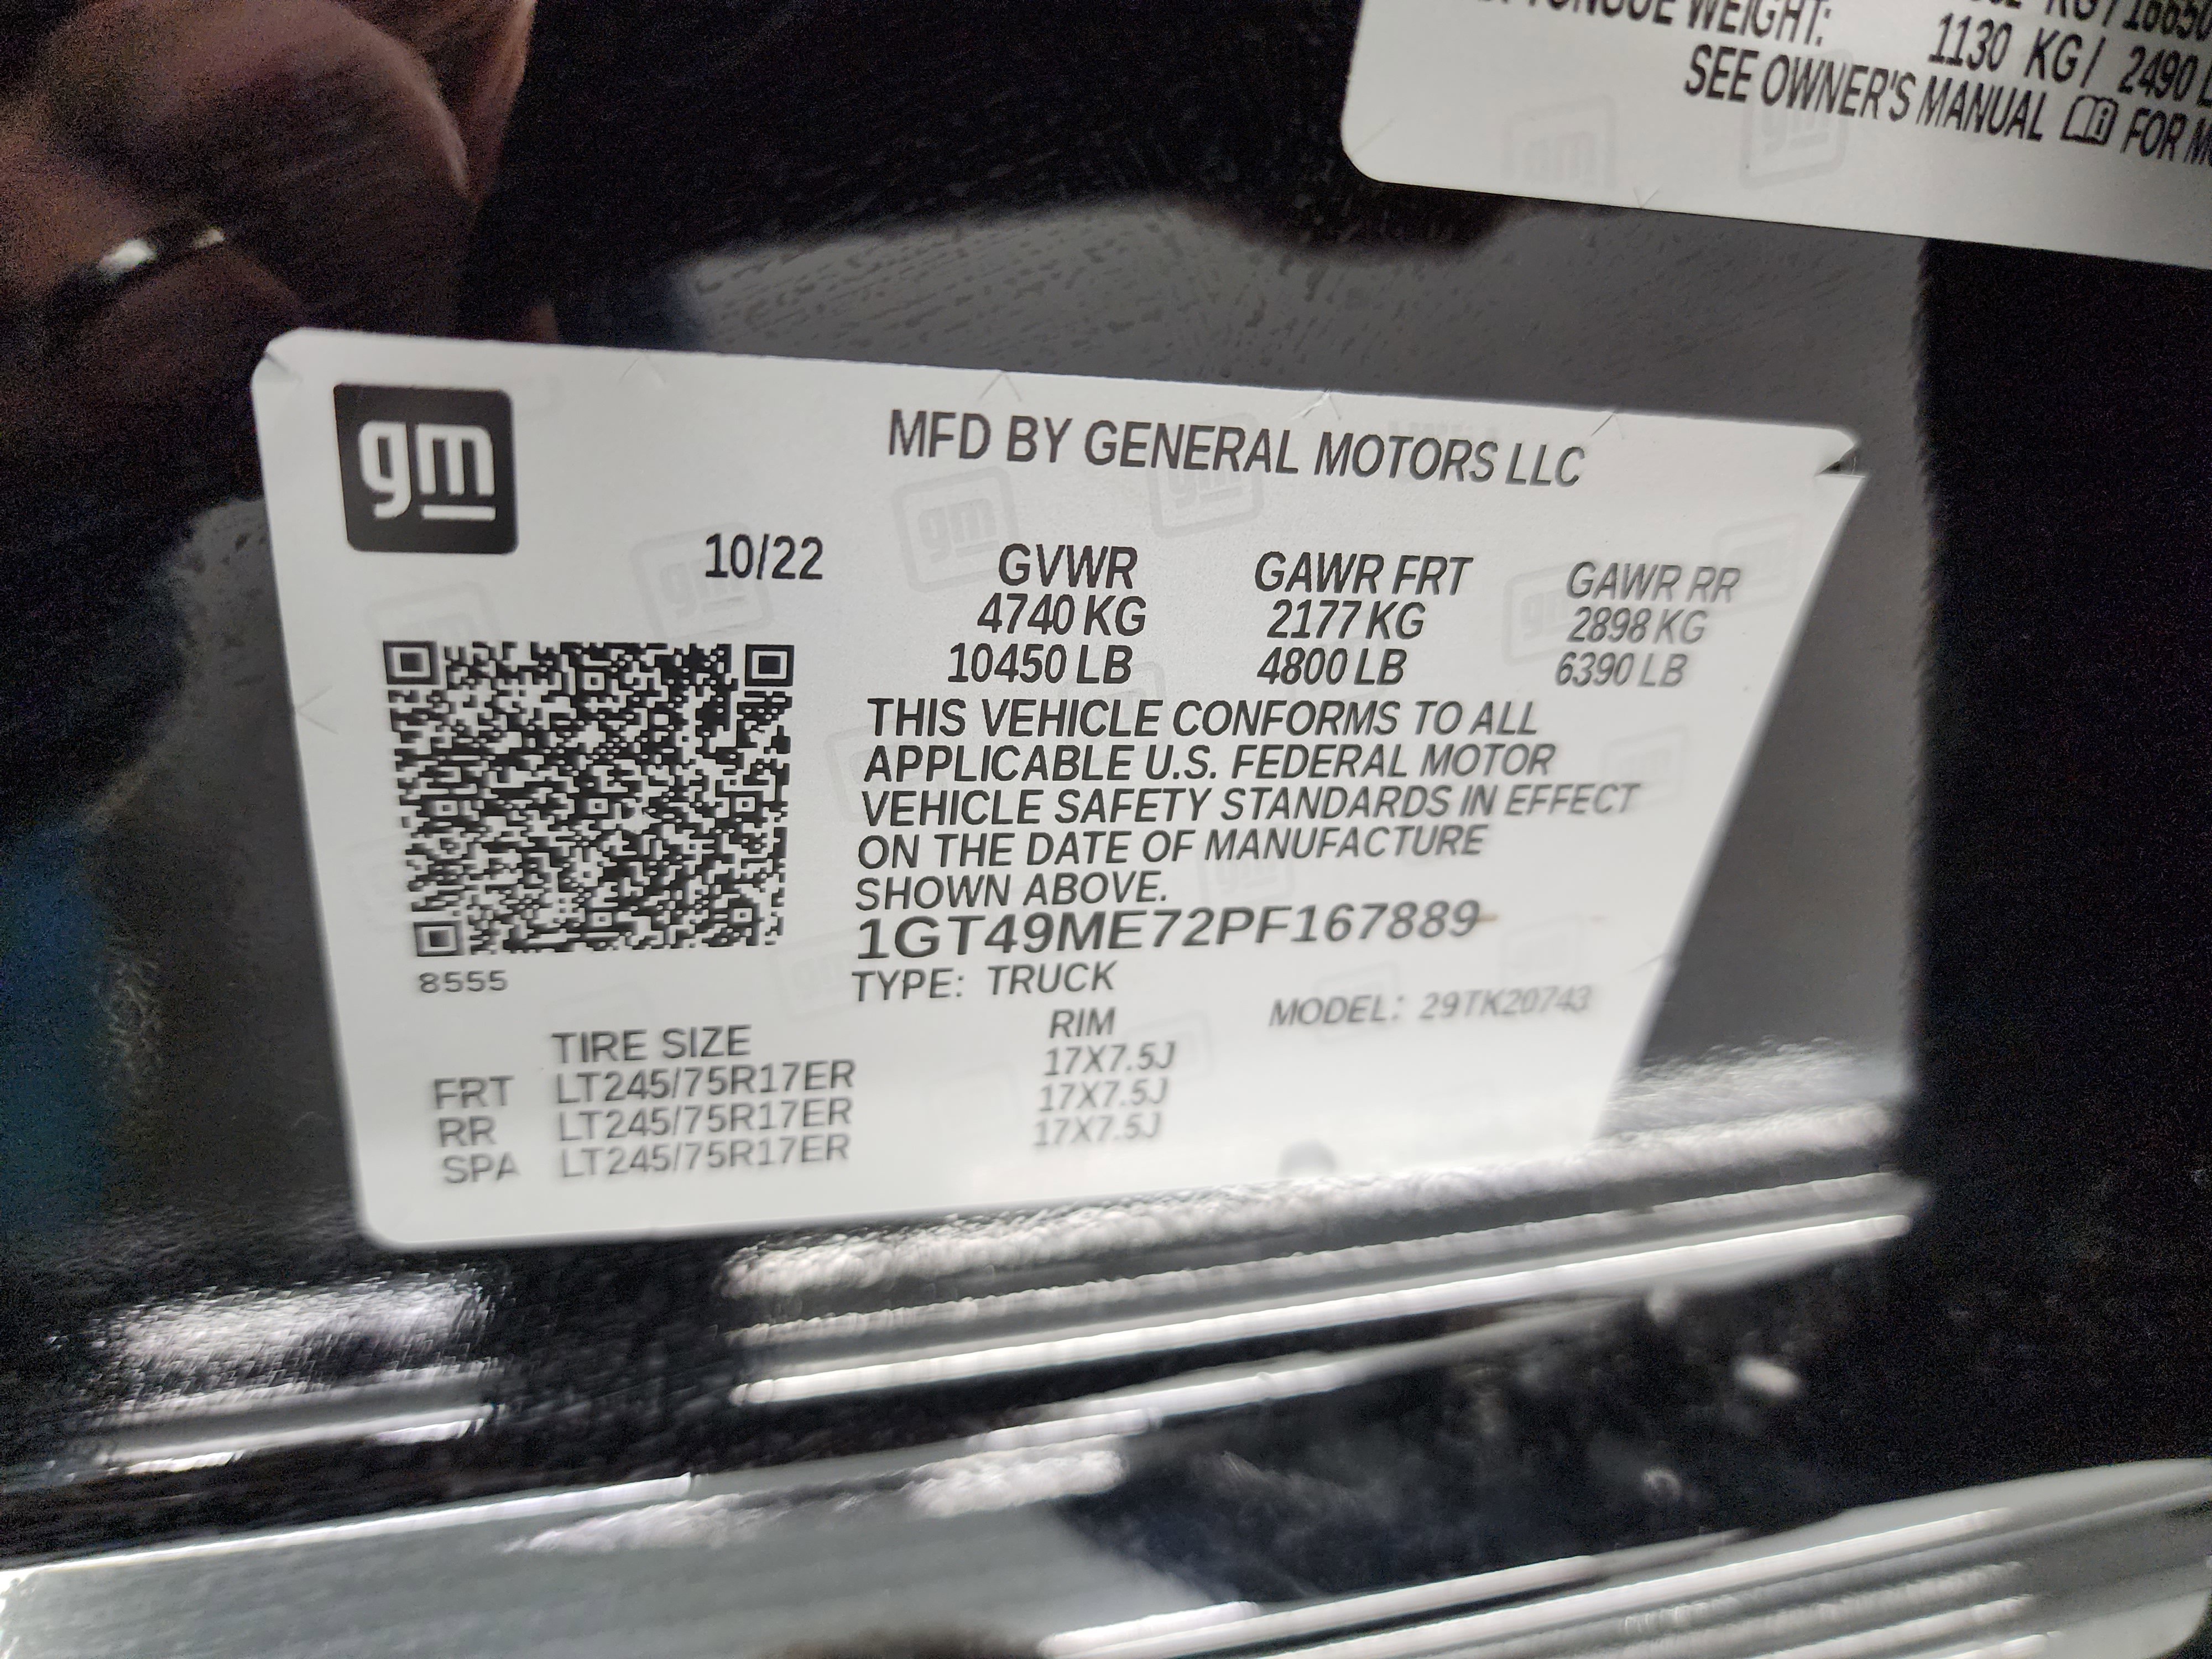 TONGUE WEIGHT: 1130 KG / 2490
SEE OWNER'S MANUAL FOR
gm
MFD BY GENERAL MOTORS LLC
10/22
GVWR GAWR FRT GAWR RR
4740 KG 2177 KG 2898 KG
10450 LB 4800 LB 6390 LB
THIS VEHICLE CONFORMS TO ALL
APPLICABLE U.S. FEDERAL MOTOR
VEHICLE SAFETY STANDARDS IN EFFECT
ON THE DATE OF MANUFACTURE
SHOWN ABOVE.
1GT49ME72PF167889
8555
TYPE: TRUCK MODEL: 29TK20743
TIRE SIZE RIM
FRT LT245/75R17ER 17X7.5J
RR LT245/75R17ER 17X7.5J
SPA LT245/75R17ER 17X7.5J